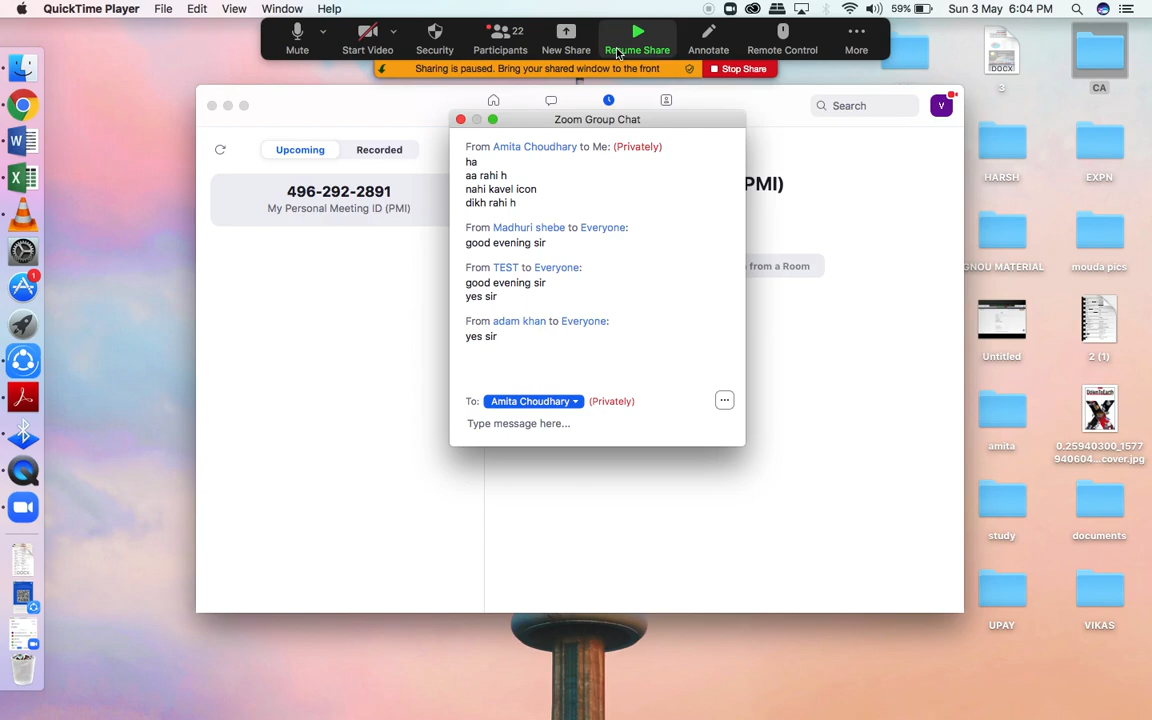 QuickTime Player File Edit View Window Help 59% Sun 3 May 6:04 PM
Mute Start Video Security Participants 22 New Share Resume Share Annotate Remote Control More
Sharing is paused. Bring your shared window to the front Stop Share
Zoom Group Chat
Search
V
Upcoming Recorded
496-292-2891
My Personal Meeting ID (PMI)
PMI)
from a Room
From Amita Choudhary to Me: (Privately)
ha
aa rahi h
nahi kavel icon
dikh rahi h
From Madhuri shebe to Everyone:
good evening sir
From TEST to Everyone:
good evening sir
yes sir
From adam khan to Everyone:
yes sir
To: Amita Choudhary (Privately)
Type message here...
DOCX
3
CA
HARSH
EXPN
GNOU MATERIAL
mouda pics
Untitled
2 (1)
DownToEarth
amita
0.25940300_1577
940604...cover.jpg
study
documents
UPAY
VIKAS
1
DOCX